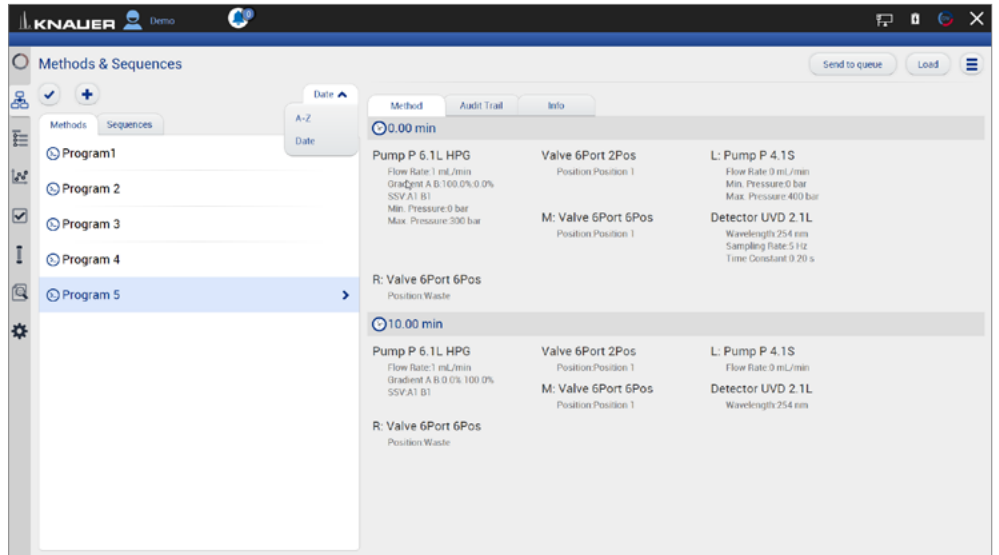 KNAUER Demo 0
Methods & Sequences
Send to queue Load
Date
A-Z
Date
Methods Sequences
Program1
Program 2
Program 3
Program 4
Program 5
Method Audit Trail Info
0.00 min
Pump P 6.1L HPG
Flow Rate:1 mL/min
Gradient A B:100.0%:0.0%
SSV:A1 B1
Min. Pressure:0 bar
Max. Pressure:300 bar
Valve 6Port 2Pos
Position:Position 1
M: Valve 6Port 6Pos
Position:Position 1
L: Pump P 4.1S
Flow Rate:0 mL/min
Min. Pressure:0 bar
Max. Pressure:400 bar
Detector UVD 2.1L
Wavelength:254 nm
Sampling Rate:5 Hz
Time Constant 0.20 s
R: Valve 6Port 6Pos
Position:Waste
10.00 min
Pump P 6.1L HPG
Flow Rate:1 mL/min
Gradient A B:0.0% 100.0%
SSV:A1 B1
Valve 6Port 2Pos
Position:Position 1
M: Valve 6Port 6Pos
Position:Position 1
L: Pump P 4.1S
Flow Rate:0 mL/min
Detector UVD 2.1L
Wavelength:254 nm
R: Valve 6Port 6Pos
Position:Waste